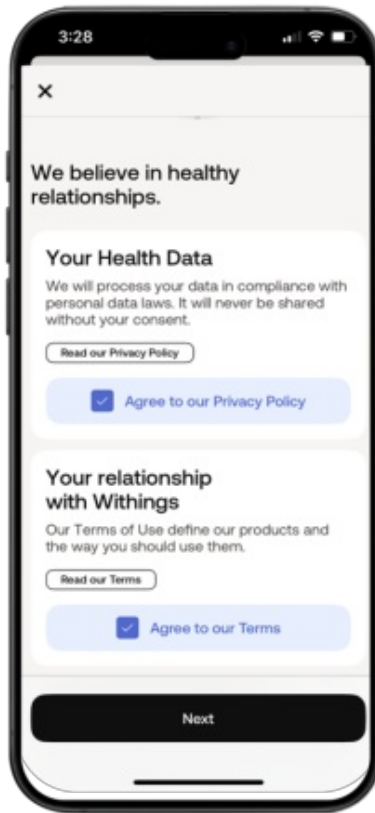 3:28
We believe in healthy
relationships.
Your Health Data
We will process your data in compliance with
personal data laws. It will never be shared
without your consent.
Read our Privacy Policy
Agree to our Privacy Policy
Your relationship
with Withings
Our Terms of Use define our products and
the way you should use them.
Read our Terms
Agree to our Terms
Next